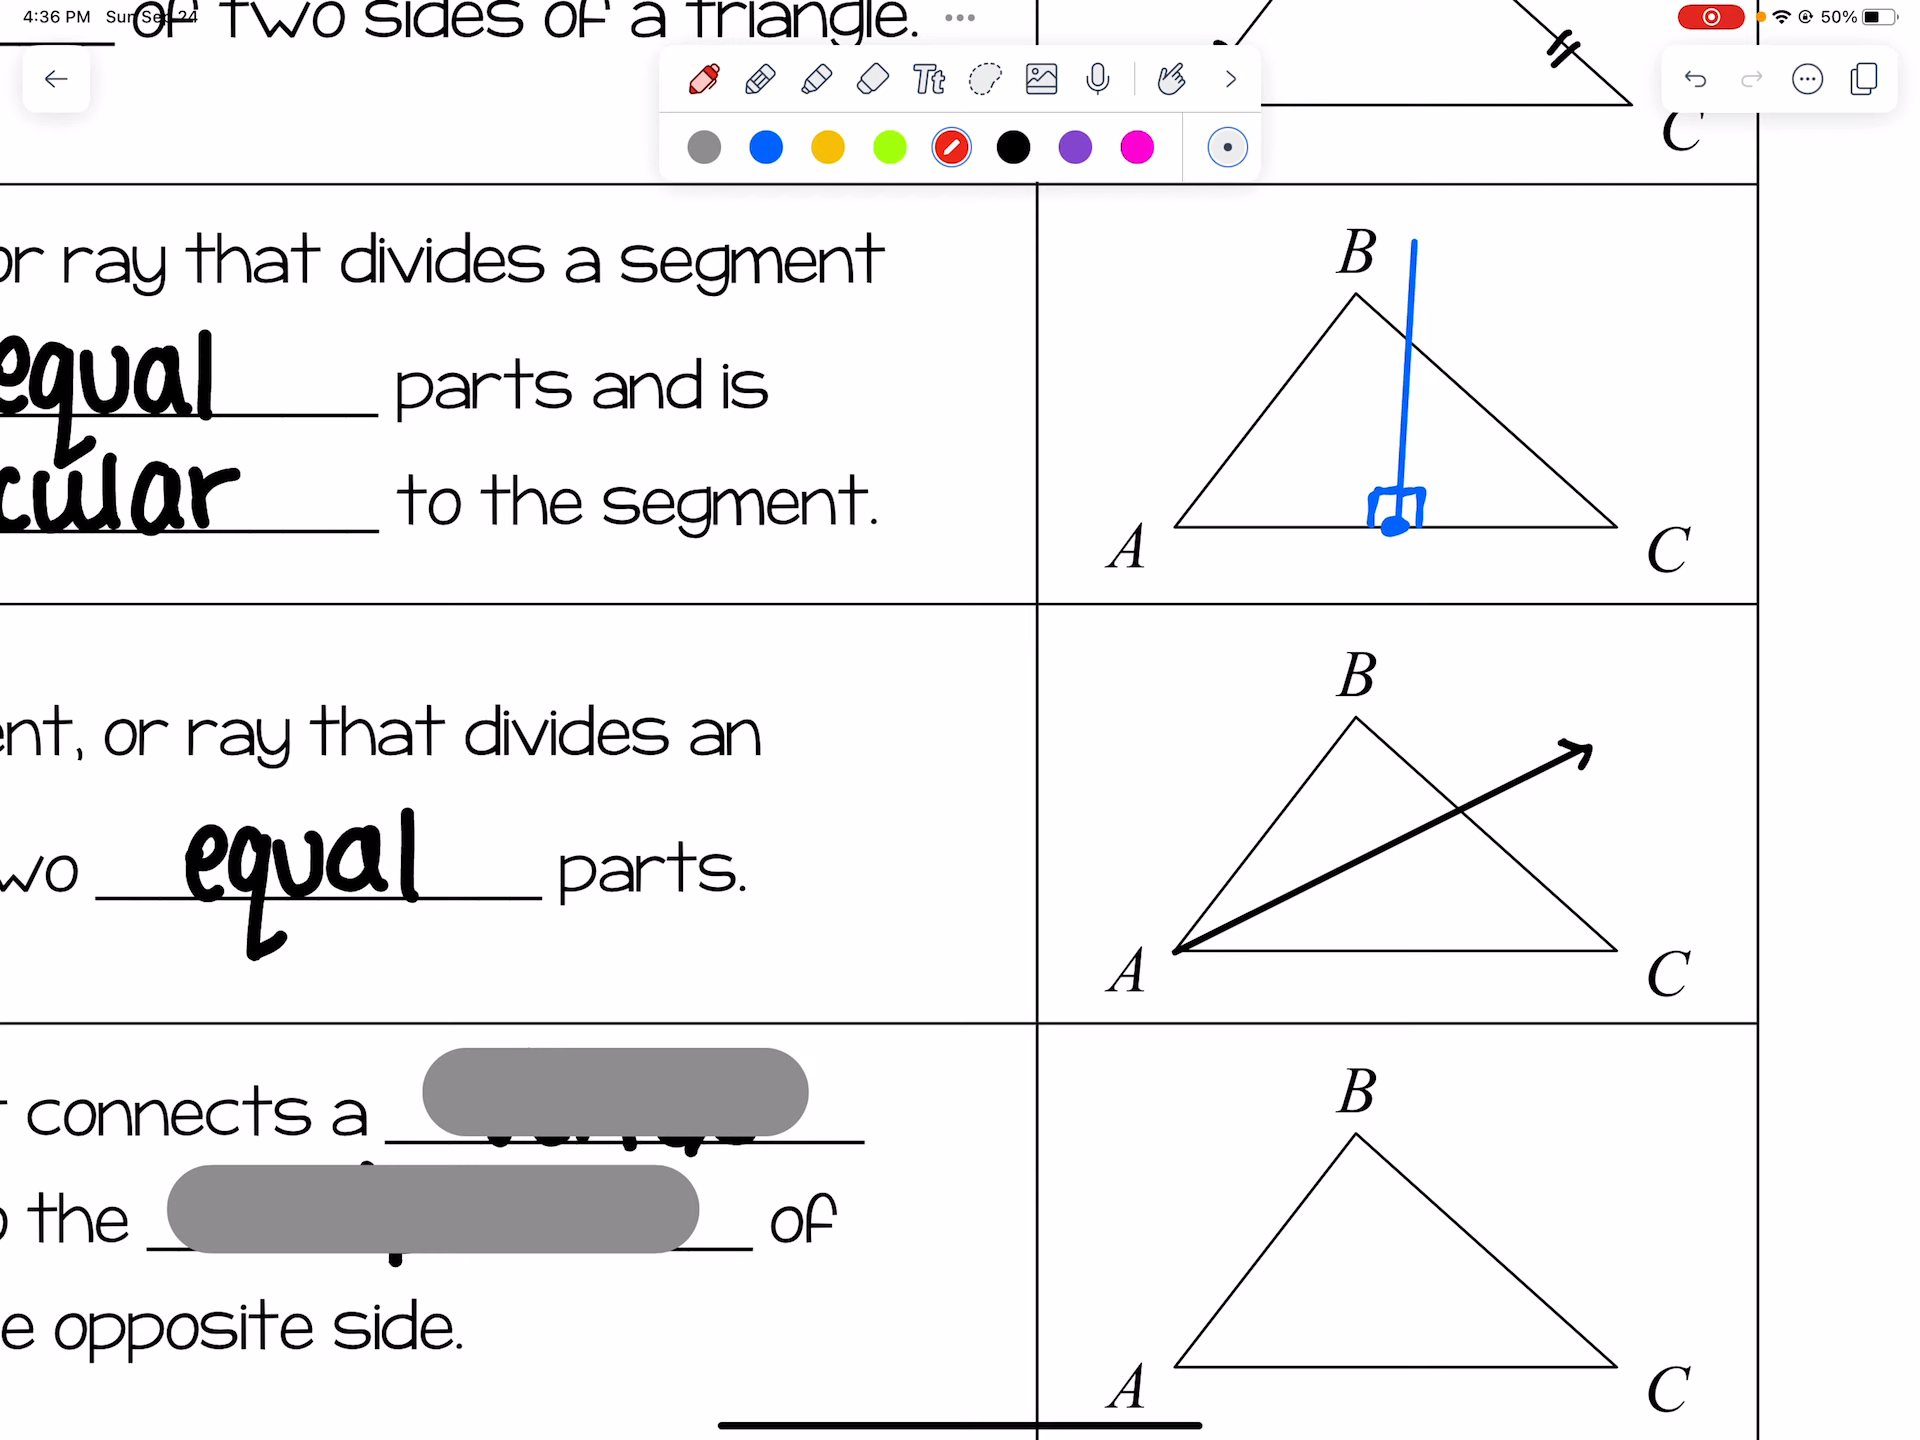 4:36 PM Sun Sep 24
50%
of two sides of a triangle.
Tt
C
or ray that divides a segment
equal parts and is
cular to the segment.
B
A
C
ent, or ray that divides an
wo equal parts.
B
A
C
connects a
the of
e opposite side.
B
A
C